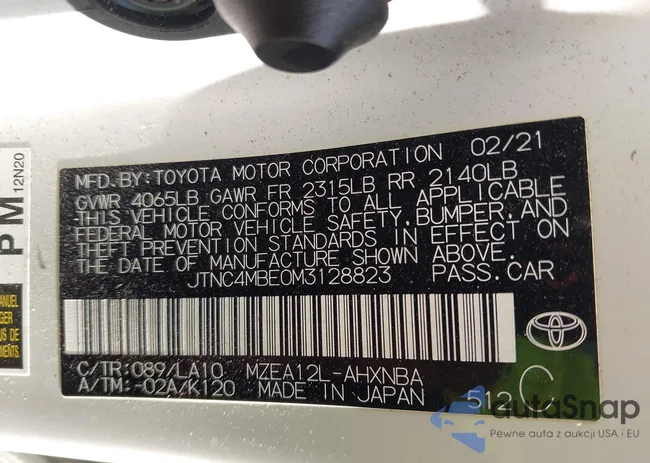 PM
12N20
MFD.BY:TOYOTA MOTOR CORPORATION 02/21
GVWR 4065LB GAWR FR 2315LB RR 2140LB
THIS VEHICLE CONFORMS TO ALL APPLICABLE
FEDERAL MOTOR VEHICLE SAFETY,BUMPER,AND
THEFT PREVENTION STANDARDS IN EFFECT ON
THE DATE OF MANUFACTURE SHOWN ABOVE.
JTNC4MBE0M3128823 PASS.CAR
C/TR:089/LA10 MZEA12L-AHXNBA
A/TM:-02A/K120 MADE IN JAPAN
512 C
MANUEL
autoSnap
Pewne auta z aukcji USA i EU